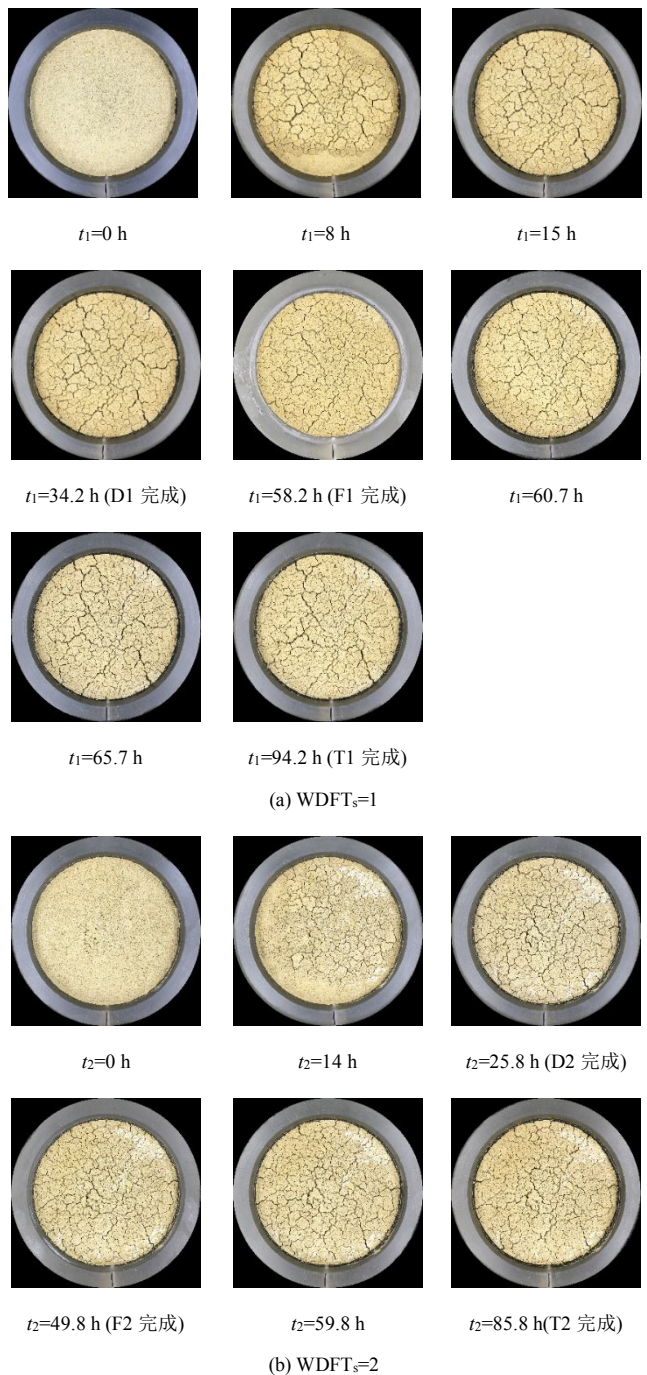 t₁=0 h
t₁=8 h
t₁=15 h
t₁=34.2 h (D1 完成)
t₁=58.2 h (F1 完成)
t₁=60.7 h
t₁=65.7 h
t₁=94.2 h (T1 完成)
(a) WDFTₛ=1
t₂=0 h
t₂=14 h
t₂=25.8 h (D2 完成)
t₂=49.8 h (F2 完成)
t₂=59.8 h
t₂=85.8 h(T2 完成)
(b) WDFTₛ=2